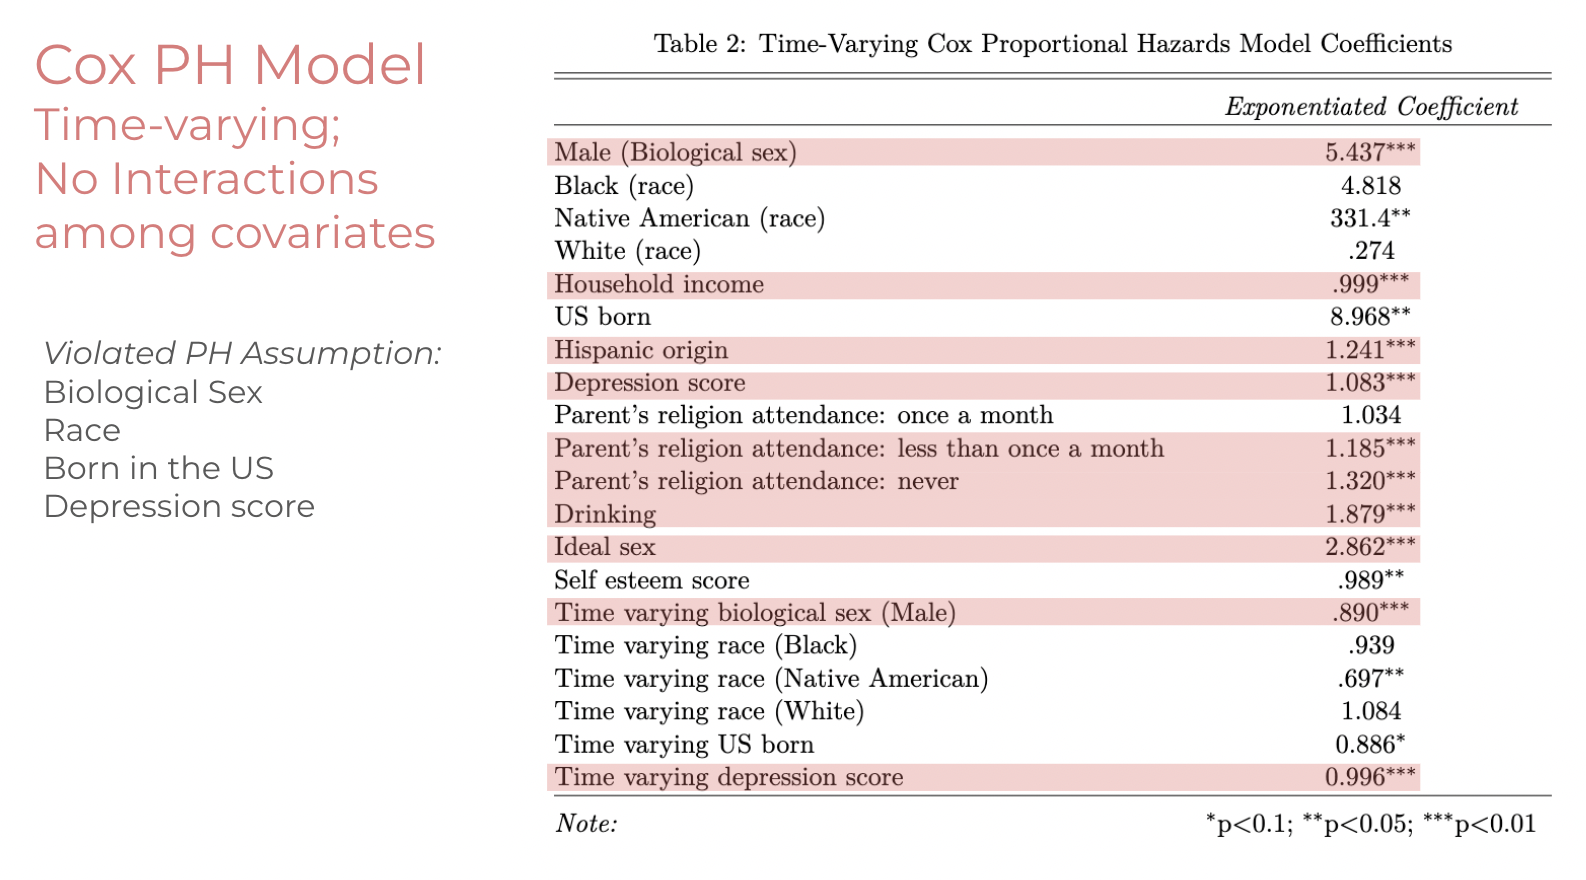 Cox PH Model
Time-varying;
No Interactions
among covariates
Violated PH Assumption:
Biological Sex
Race
Born in the US
Depression score
Table 2: Time-Varying Cox Proportional Hazards Model Coefficients
Exponentiated Coefficient
Male (Biological sex) 5.437***
Black (race) 4.818
Native American (race) 331.4**
White (race) .274
Household income .999***
US born 8.968**
Hispanic origin 1.241***
Depression score 1.083***
Parent's religion attendance: once a month 1.034
Parent's religion attendance: less than once a month 1.185***
Parent's religion attendance: never 1.320***
Drinking 1.879***
Ideal sex 2.862***
Self esteem score .989**
Time varying biological sex (Male) .890***
Time varying race (Black) .939
Time varying race (Native American) .697**
Time varying race (White) 1.084
Time varying US born 0.886*
Time varying depression score 0.996***
Note: *p<0.1; **p<0.05; ***p<0.01